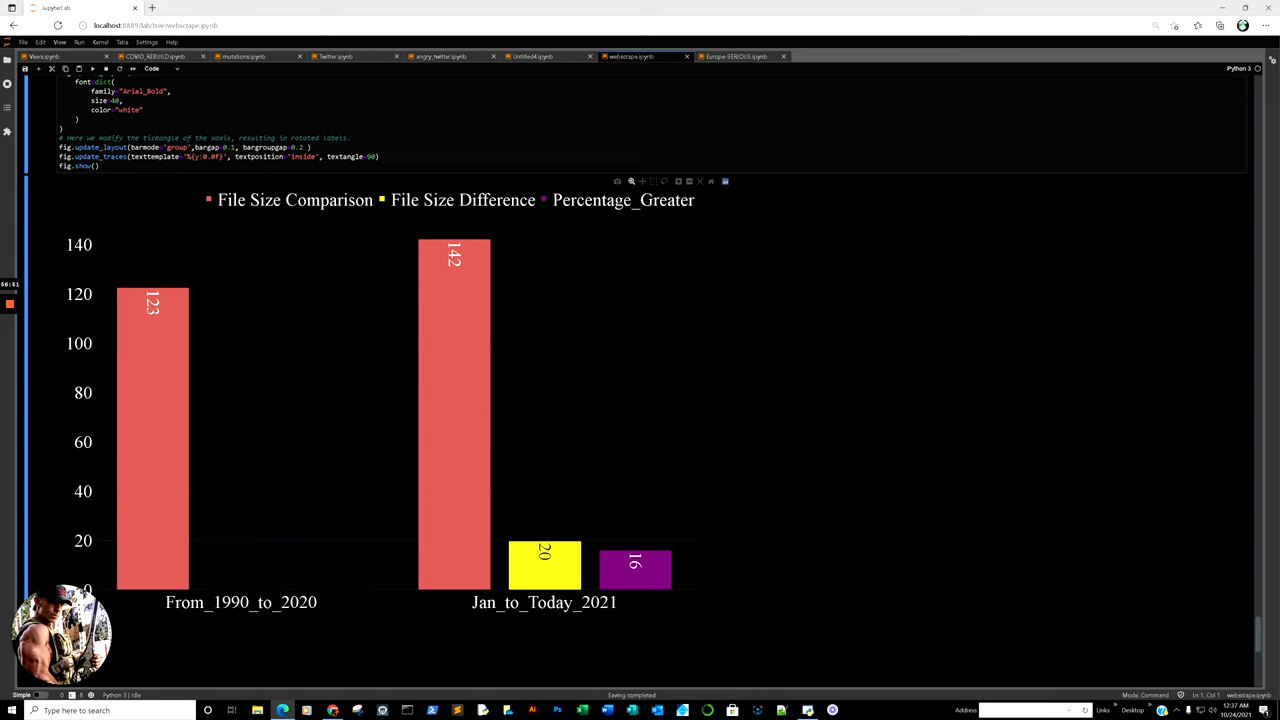 JupyterLab
localhost:8889/lab/tree/webscrape.ipynb
File Edit View Run Kernel Tabs Settings Help
Vaers.ipynb COVID_REBUILD.ipynb mutations.ipynb Twitter.ipynb angry_twitter.ipynb Untitled4.ipynb webscrape.ipynb Europe-SERIOUS.ipynb
Code
Python 3
font=dict(
family="Arial_Bold",
size=40,
color="white"
)
)
# Here we modify the tickangle of the xaxis, resulting in rotated labels.
fig.update_layout(barmode='group',bargap=0.1, bargroupgap=0.2 )
fig.update_traces(texttemplate='%{y:0.0f}', textposition='inside', textangle=90)
fig.show()
File Size Comparison File Size Difference Percentage_Greater
140
142
120
123
100
80
60
40
20
20
16
0
From_1990_to_2020 Jan_to_Today_2021
Simple 0 8 Python 3 | Idle Saving completed Mode: Command Ln 1, Col 1 webscrape.ipynb
Type here to search
Address Links Desktop
12:37 AM
10/24/2021